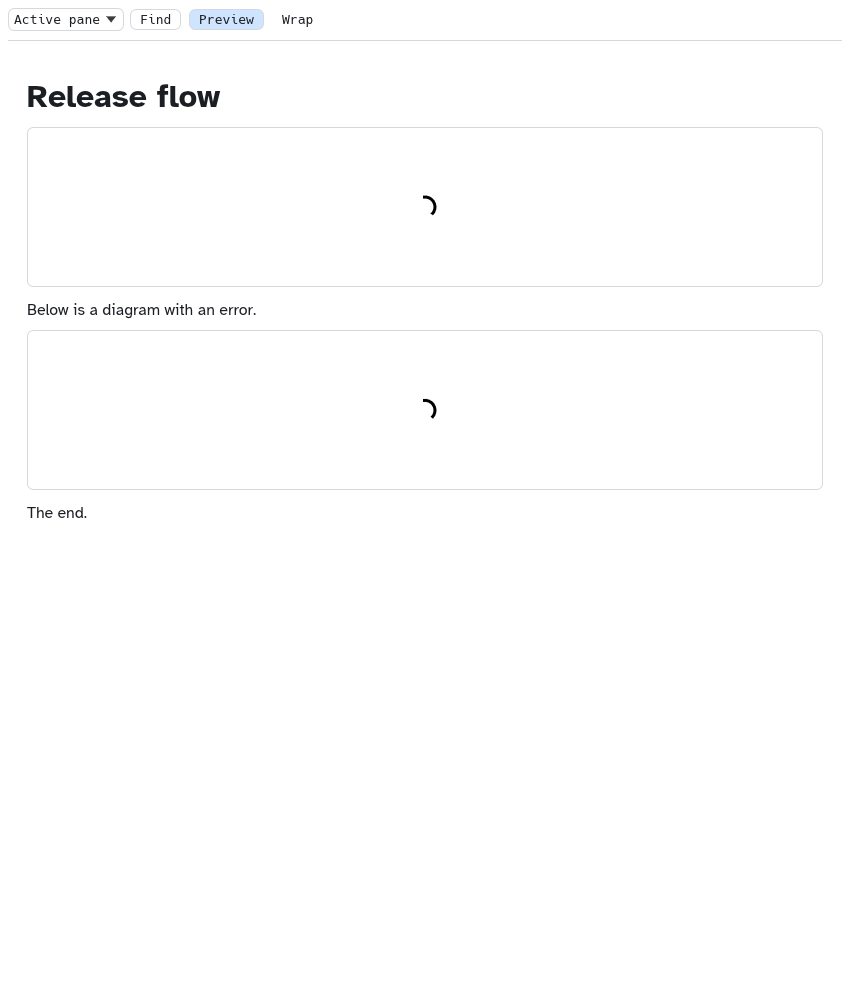 Active pane Find Preview Wrap
Release flow
Below is a diagram with an error.
The end.